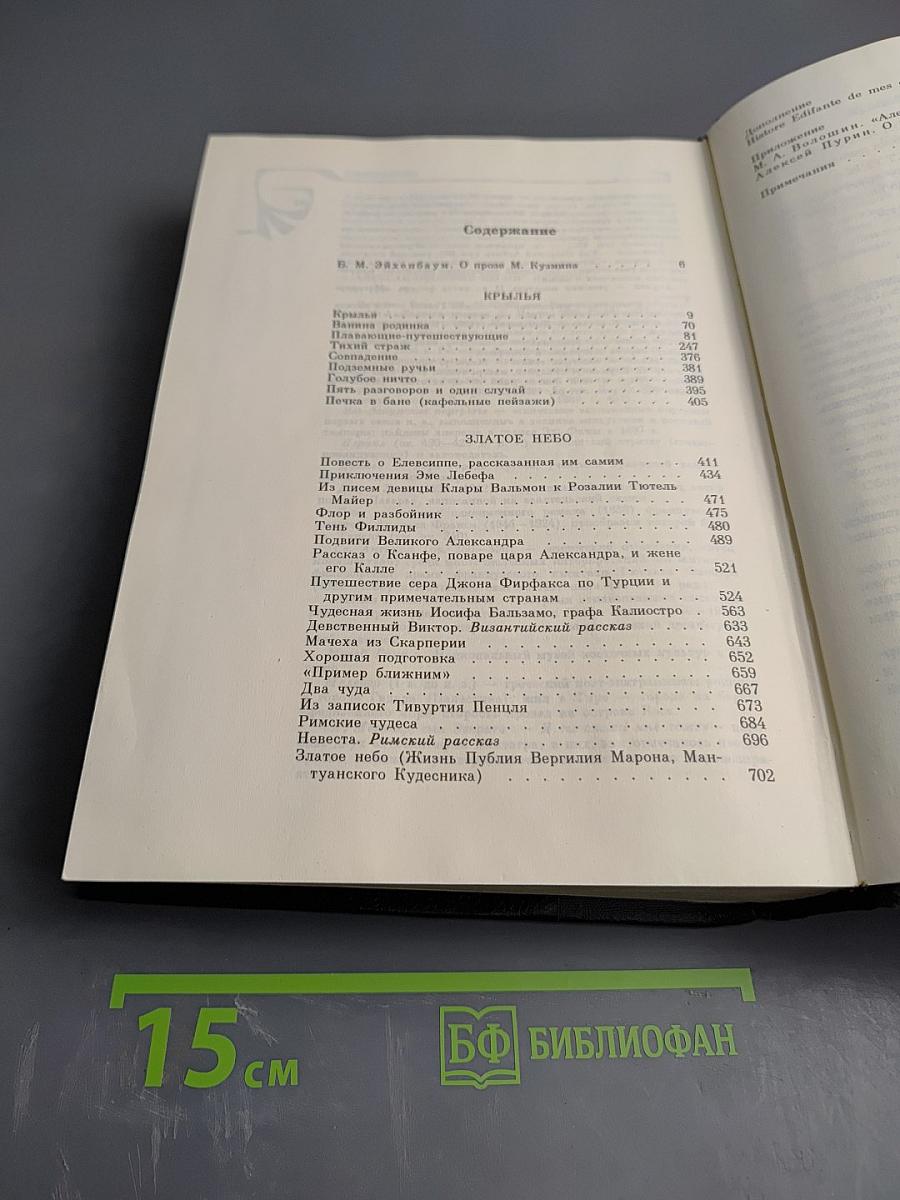 Содержание
Б. М. Эйхенбаум. О прозе М. Кузмина . . . . . 6
КРЫЛЬЯ
Крылья . . . . . . . . . . . . . . . . . . . . 9
Ванина родинка . . . . . . . . . . . . . . . . 70
Плавающие-путешествующие . . . . . . . . . . . 81
Тихий страж . . . . . . . . . . . . . . . . . 247
Совпадение . . . . . . . . . . . . . . . . . . 376
Подземные ручьи . . . . . . . . . . . . . . . 381
Голубое ничто . . . . . . . . . . . . . . . . 389
Пять разговоров и один случай . . . . . . . . 395
Печка в бане (кафельные пейзажи) . . . . . . . 405
ЗЛАТОЕ НЕБО
Повесть о Елевсиппе, рассказанная им самим . . . 411
Приключения Эме Лебефа . . . . . . . . . . . . 434
Из писем девицы Клары Вальмон к Розалии Тютель
Майер . . . . . . . . . . . . . . . . . . . 471
Флор и разбойник . . . . . . . . . . . . . . . 475
Тень Филлиды . . . . . . . . . . . . . . . . . 480
Подвиги Великого Александра . . . . . . . . . 489
Рассказ о Ксанфе, поваре царя Александра, и жене
его Калле . . . . . . . . . . . . . . . . . 521
Путешествие сера Джона Фирфакса по Турции и
другим примечательным странам . . . . . . . . 524
Чудесная жизнь Иосифа Бальзамо, графа Калиостро . 563
Девственный Виктор. Византийский рассказ . . . . 633
Мачеха из Скарперии . . . . . . . . . . . . . 643
Хорошая подготовка . . . . . . . . . . . . . . 652
«Пример ближним» . . . . . . . . . . . . . . . 659
Два чуда . . . . . . . . . . . . . . . . . . . 667
Из записок Тивуртия Пенцля . . . . . . . . . . 673
Римские чудеса . . . . . . . . . . . . . . . . 684
Невеста. Римский рассказ . . . . . . . . . . . 696
Златое небо (Жизнь Публия Вергилия Марона, Ман-
туанского Кудесника) . . . . . . . . . . . . 702
Дополнение
Histore Edifante de mes
Приложение
М. А. Волошин. «Але
Алексей Пурин. О
Примечания . . . .
15 см
БФ БИБЛИОФАН